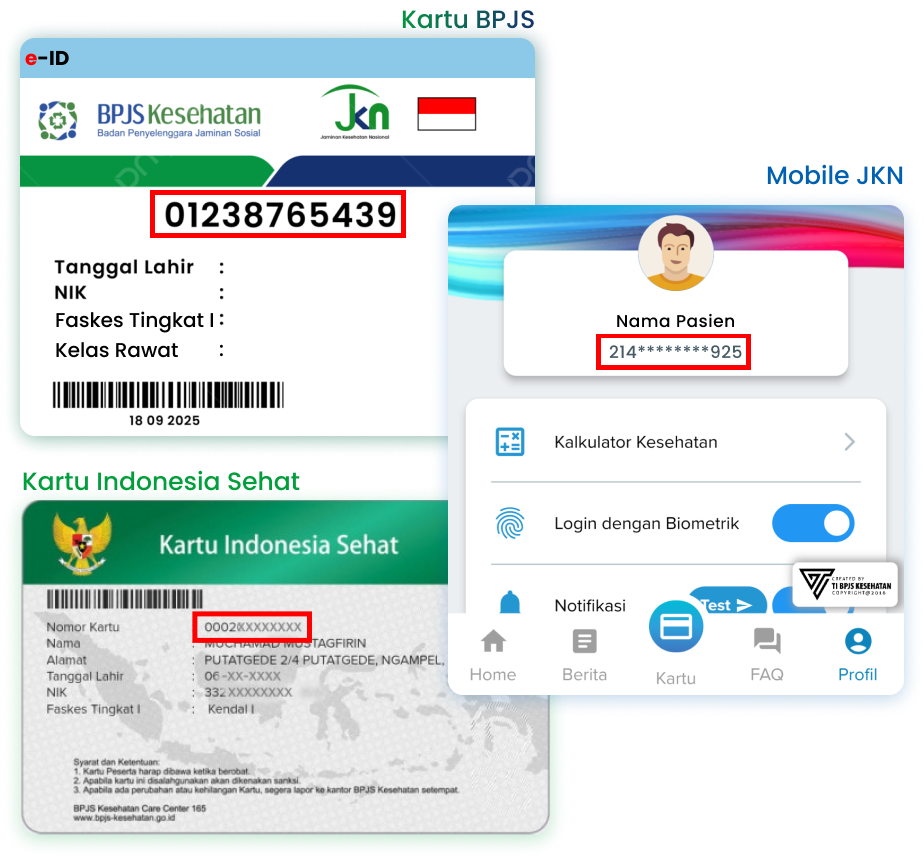 Kartu BPJS
e-ID
BPJS Kesehatan
Badan Penyelenggara Jaminan Sosial
Jkn
Jaminan Kesehatan Nasional
01238765439
Tanggal Lahir :
NIK :
Faskes Tingkat I :
Kelas Rawat :
18 09 2025
Mobile JKN
Nama Pasien
214********925
Kalkulator Kesehatan
Login dengan Biometrik
CREATED BY
TI BPJS KESEHATAN
COPYRIGHT@2016
Notifikasi
Test
Home
Berita
Kartu
FAQ
Profil
Kartu Indonesia Sehat
Kartu Indonesia Sehat
Nomor Kartu 0002XXXXXXXX
Nama : MUCHAMAD MUSTAGFIRIN
Alamat : PUTATGEDE 2/4 PUTATGEDE, NGAMPEL,
Tanggal Lahir : 06-XX-XXXX
NIK : 332XXXXXXXX
Faskes Tingkat I : Kendal I
Syarat dan Ketentuan:
1. Kartu Peserta harap dibawa ketika berobat.
2. Apabila kartu ini disalahgunakan akan dikenakan sanksi.
3. Apabila ada perubahan atau kehilangan Kartu, segera lapor ke kantor BPJS Kesehatan setempat.
BPJS Kesehatan Care Center 165
www.bpjs-kesehatan.go.id